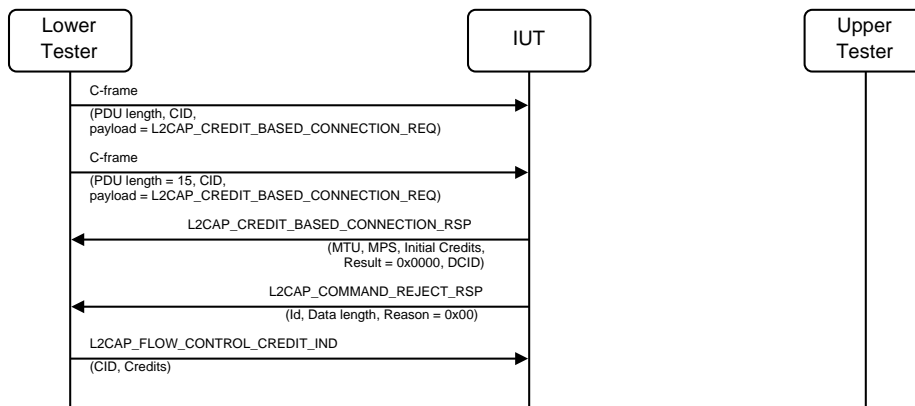 Lower
Tester
IUT
Upper
Tester
C-frame
(PDU length, CID,
payload = L2CAP_CREDIT_BASED_CONNECTION_REQ)
C-frame
(PDU length = 15, CID,
payload = L2CAP_CREDIT_BASED_CONNECTION_REQ)
L2CAP_CREDIT_BASED_CONNECTION_RSP
(MTU, MPS, Initial Credits,
Result = 0x0000, DCID)
L2CAP_COMMAND_REJECT_RSP
(Id, Data length, Reason = 0x00)
L2CAP_FLOW_CONTROL_CREDIT_IND
(CID, Credits)